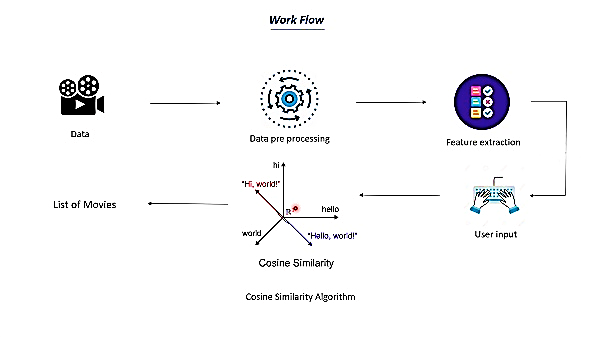 Work Flow
Data
Data pre processing
Feature extraction
hi
"Hi, world!"
hello
world
"Hello, world!"
Cosine Similarity
Cosine Similarity Algorithm
User input
List of Movies